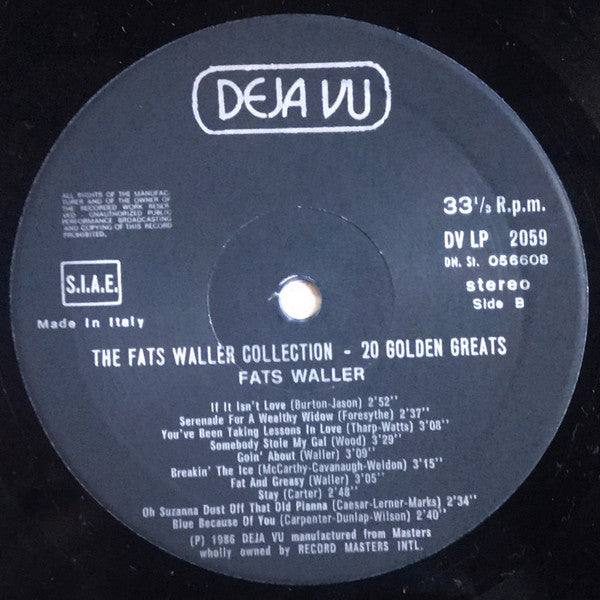 DEJA VU
ALL RIGHTS OF THE MANUFAC-
TURER AND OF THE OWNER OF
THE RECORDED WORK RESER-
VED - UNAUTHORIZED PUBLIC
PERFORMANCE BROADCASTING
AND COPYING OF THIS RECORD
PROHIBITED.
S.I.A.E.
Made In Italy
33 1/3 R.p.m.
DV LP 2059
DN. SI. 056608
stereo
Side B
THE FATS WALLER COLLECTION - 20 GOLDEN GREATS
FATS WALLER
If It Isn't Love (Burton-Jason) 2'52''
Serenade For A Wealthy Widow (Foresythe) 2'37''
You've Been Taking Lessons In Love (Tharp-Watts) 3'08''
Somebody Stole My Gal (Wood) 3'29''
Goin' About (Waller) 3'09''
Breakin' The Ice (McCarthy-Cavanaugh-Weldon) 3'15''
Fat And Greasy (Waller) 3'05''
Stay (Carter) 2'48''
Oh Suzanna Dust Off That Old Pianna (Caesar-Lerner-Marks) 2'34''
Blue Because Of You (Carpenter-Dunlap-Wilson) 2'40''
(P) 1986 DEJA VU manufactured from Masters
wholly owned by RECORD MASTERS INTL.